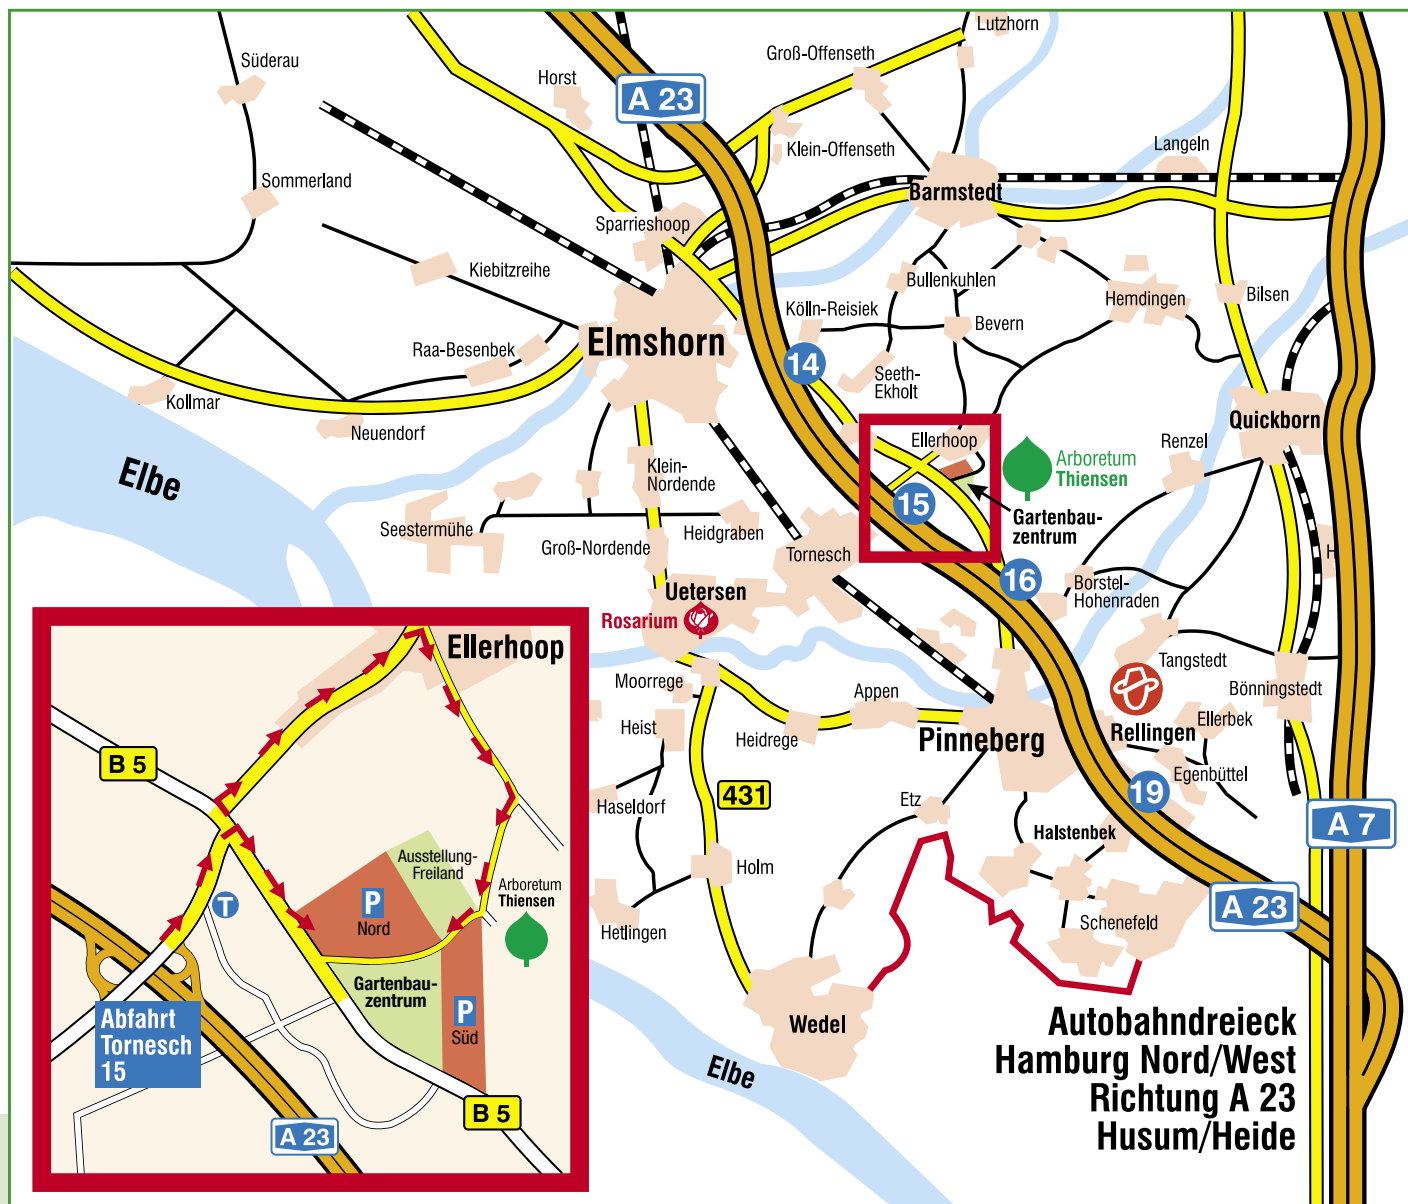 Lutzhorn
Groß-Offenseth
Süderau
Horst
A 23
Klein-Offenseth
Langeln
Sommerland
Barmstedt
Sparrieshoop
Kiebitzreihe
Bullenkuhlen
Hemdingen
Bilsen
Kölln-Reisiek
Bevern
Elmshorn
Raa-Besenbek
14
Seeth-
Ekholt
Kollmar
Neuendorf
Quickborn
Ellerhoop
Renzel
Arboretum
Thiensen
Elbe
Klein-
Nordende
15
Gartenbau-
zentrum
Seestermühe
Heidgraben
Groß-Nordende
Tornesch
H
16
Borstel-
Hohenraden
Uetersen
Rosarium
Tangstedt
Moorrege
Appen
Bönningstedt
Heist
Heidrege
Pinneberg
Rellingen
Ellerbek
Egenbüttel
431
19
Haseldorf
Etz
Halstenbek
A 7
Holm
A 23
Hetlingen
Schenefeld
Wedel
Elbe
Autobahndreieck
Hamburg Nord/West
Richtung A 23
Husum/Heide
Ellerhoop
B 5
Ausstellung-
Freiland
Arboretum
Thiensen
P
Nord
T
Gartenbau-
zentrum
P
Süd
Abfahrt
Tornesch
15
B 5
A 23